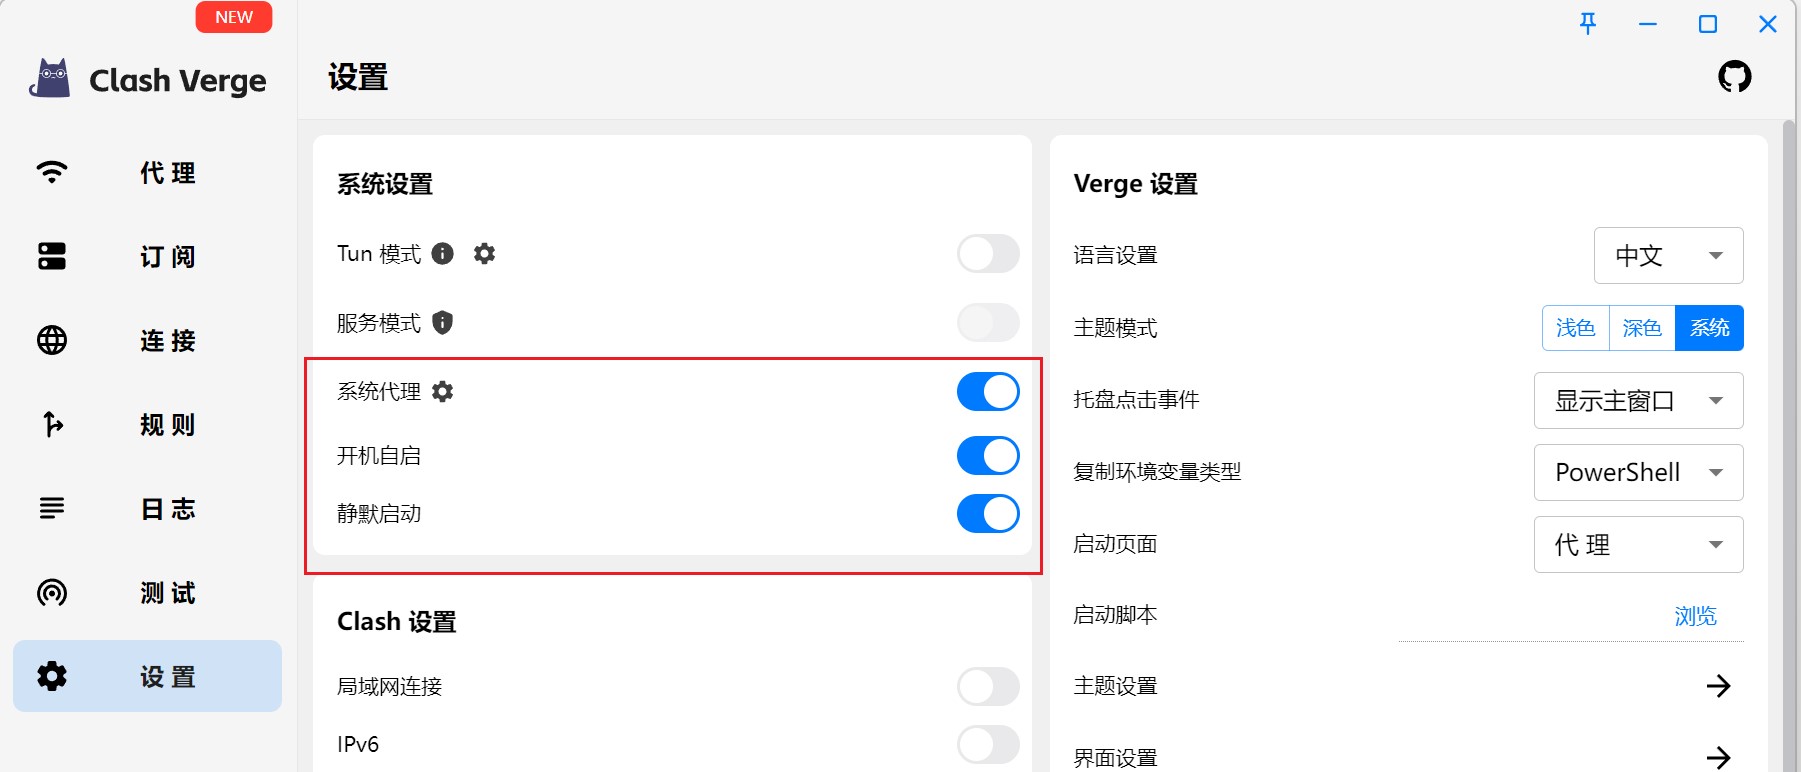 NEW
Clash Verge
代 理
订 阅
连 接
规 则
日 志
测 试
设 置
设置
系统设置
Tun 模式
服务模式
系统代理
开机自启
静默启动
Clash 设置
局域网连接
IPv6
Verge 设置
语言设置 中文
主题模式 浅色 深色 系统
托盘点击事件 显示主窗口
复制环境变量类型 PowerShell
启动页面 代 理
启动脚本 浏览
主题设置
界面设置